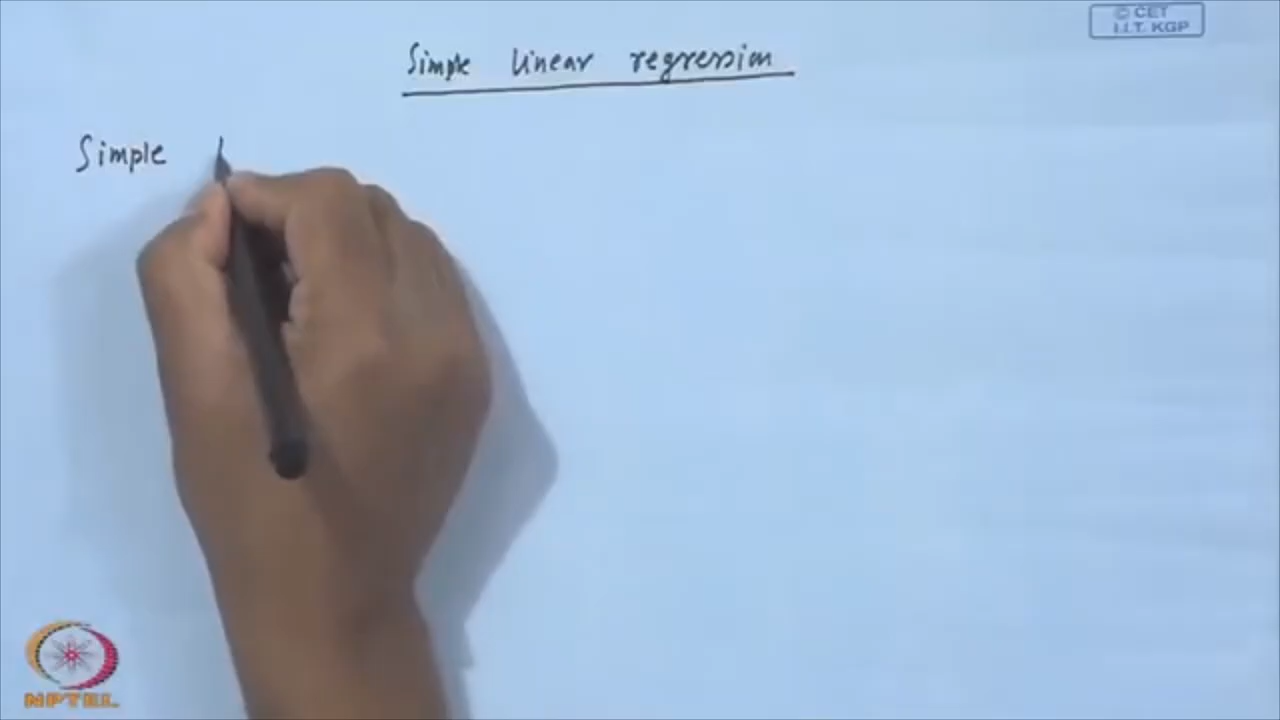 © CET
I.I.T. KGP
Simple linear regression
Simple
NPTEL